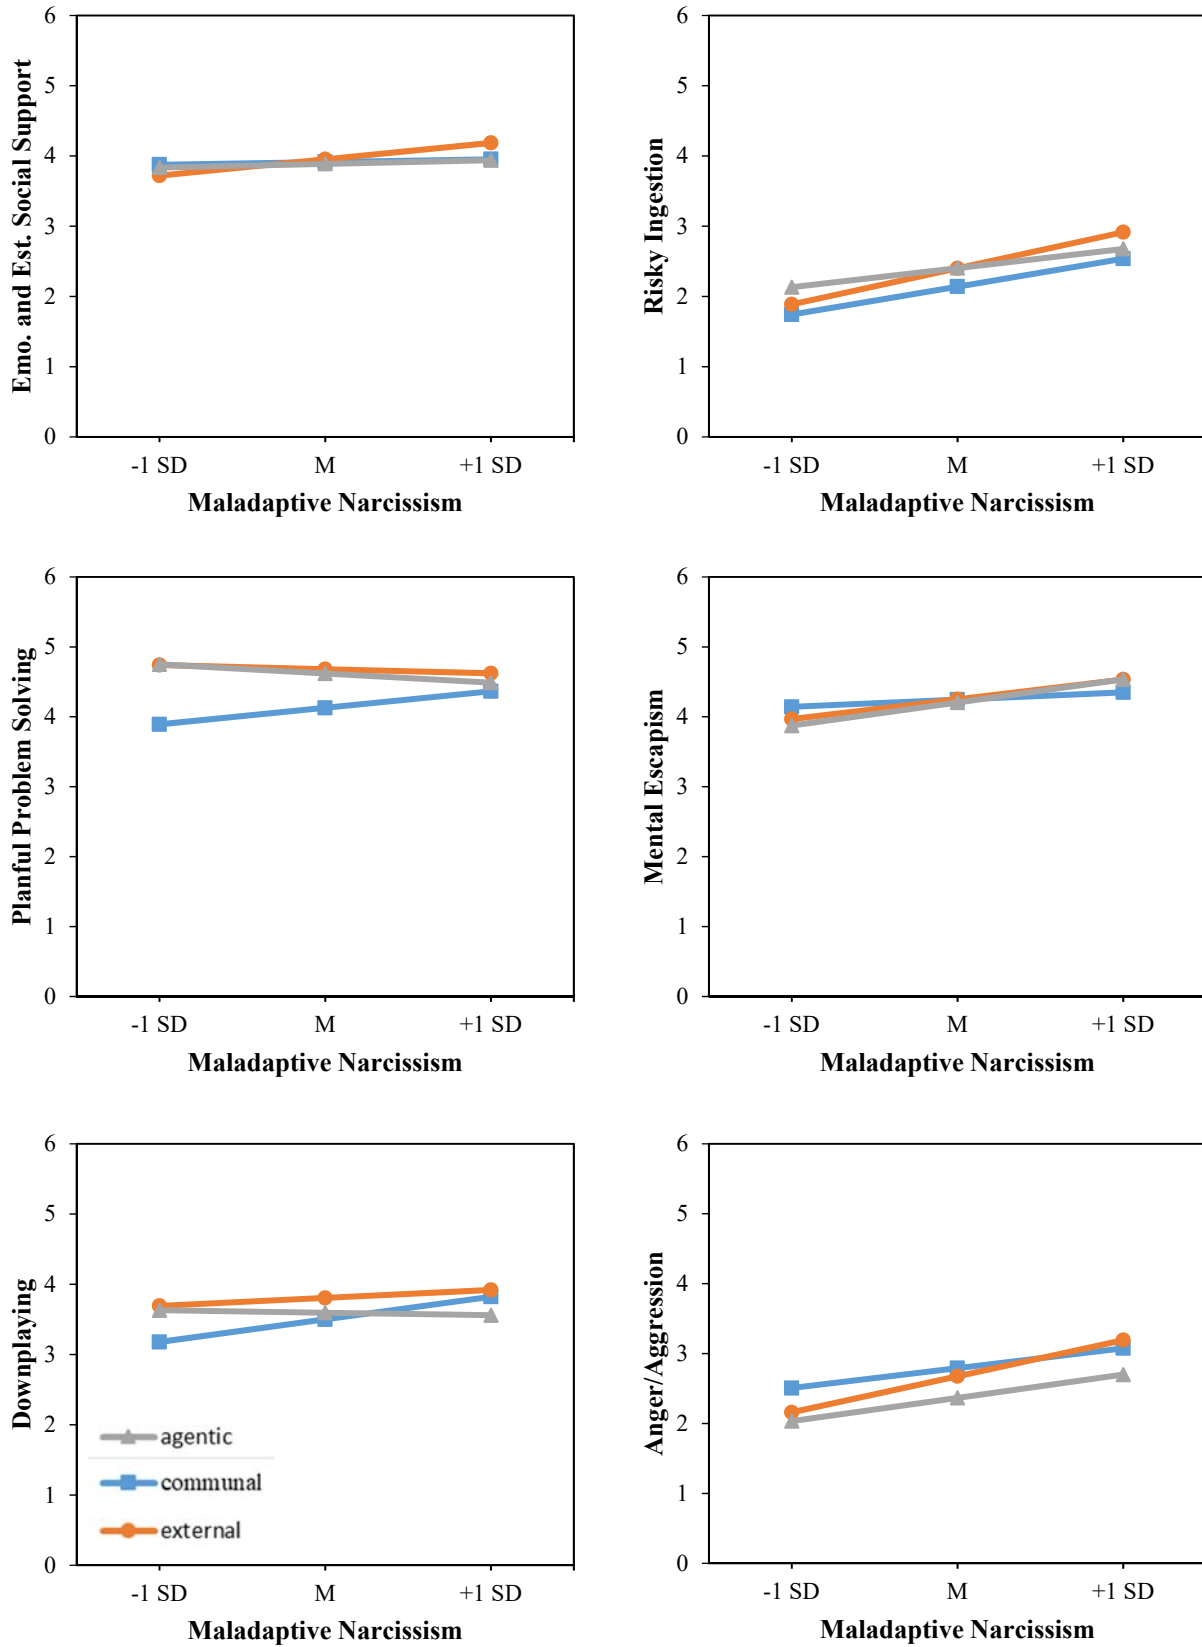 Emo. and Est. Social Support
6
5
4
3
2
1
0
-1 SD M +1 SD
Maladaptive Narcissism
Risky Ingestion
6
5
4
3
2
1
0
-1 SD M +1 SD
Maladaptive Narcissism
Planful Problem Solving
6
5
4
3
2
1
0
-1 SD M +1 SD
Maladaptive Narcissism
Mental Escapism
6
5
4
3
2
1
0
-1 SD M +1 SD
Maladaptive Narcissism
Downplaying
6
5
4
3
2
1
0
agentic
communal
external
-1 SD M +1 SD
Maladaptive Narcissism
Anger/Aggression
6
5
4
3
2
1
0
-1 SD M +1 SD
Maladaptive Narcissism